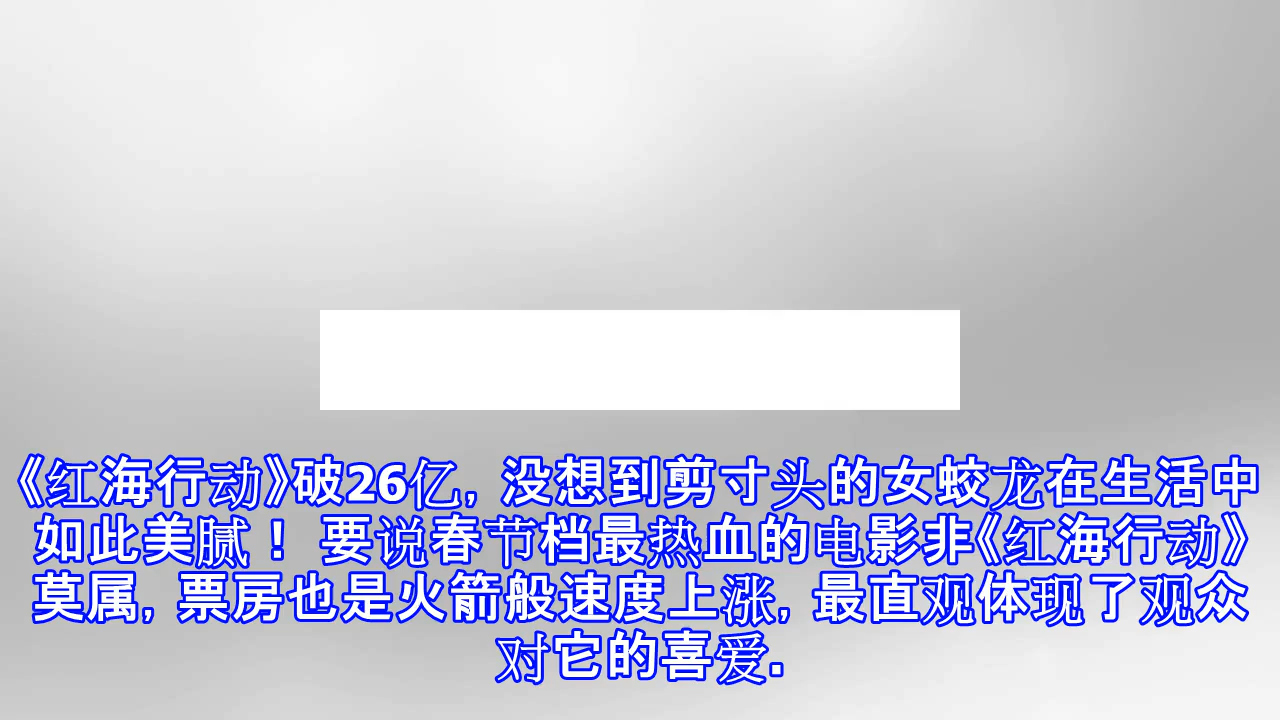 《红海行动》破26亿, 没想到剪寸头的女蛟龙在生活中
如此美腻！ 要说春节档最热血的电影非《红海行动》
莫属, 票房也是火箭般速度上涨, 最直观体现了观众
对它的喜爱.